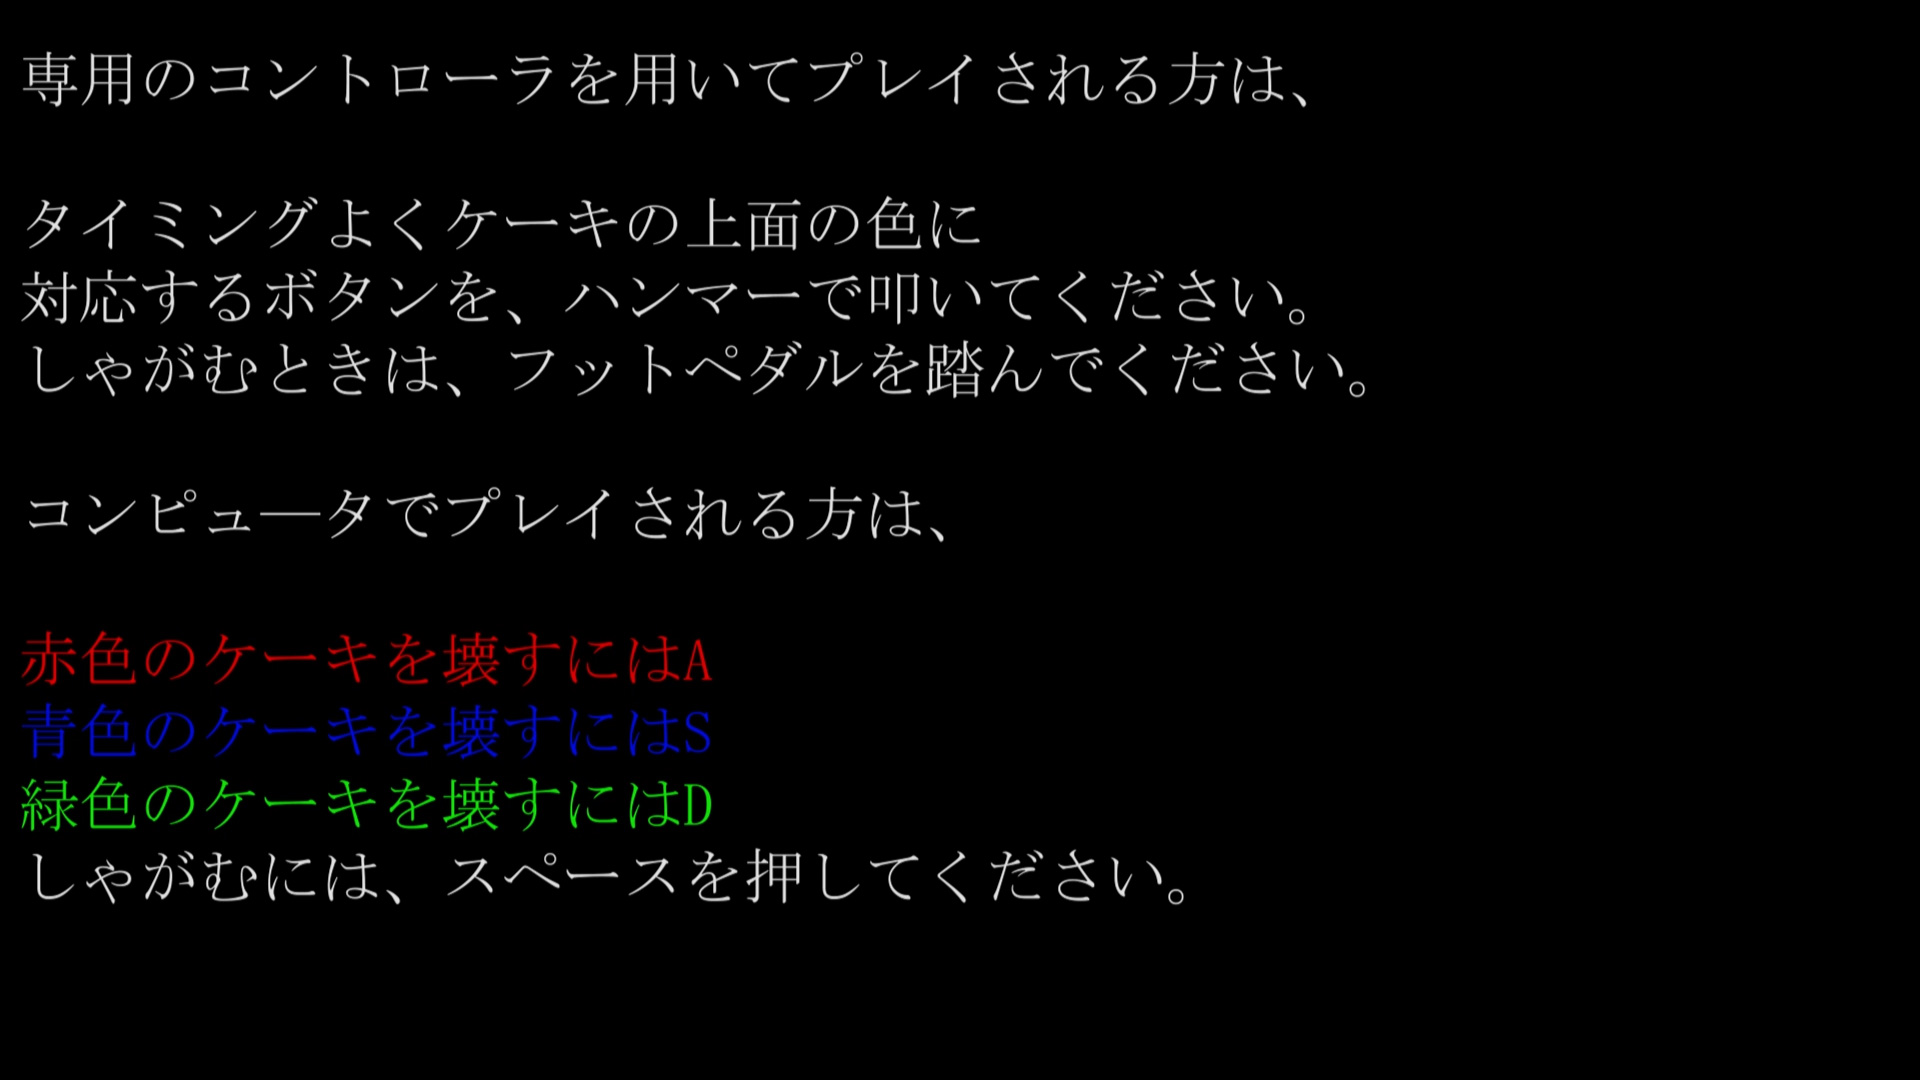 専用のコントローラを用いてプレイされる方は、
タイミングよくケーキの上面の色に
対応するボタンを、ハンマーで叩いてください。
しゃがむときは、フットペダルを踏んでください。
コンピュ―タでプレイされる方は、
赤色のケーキを壊すにはA
青色のケーキを壊すにはS
緑色のケーキを壊すにはD
しゃがむには、スペースを押してください。